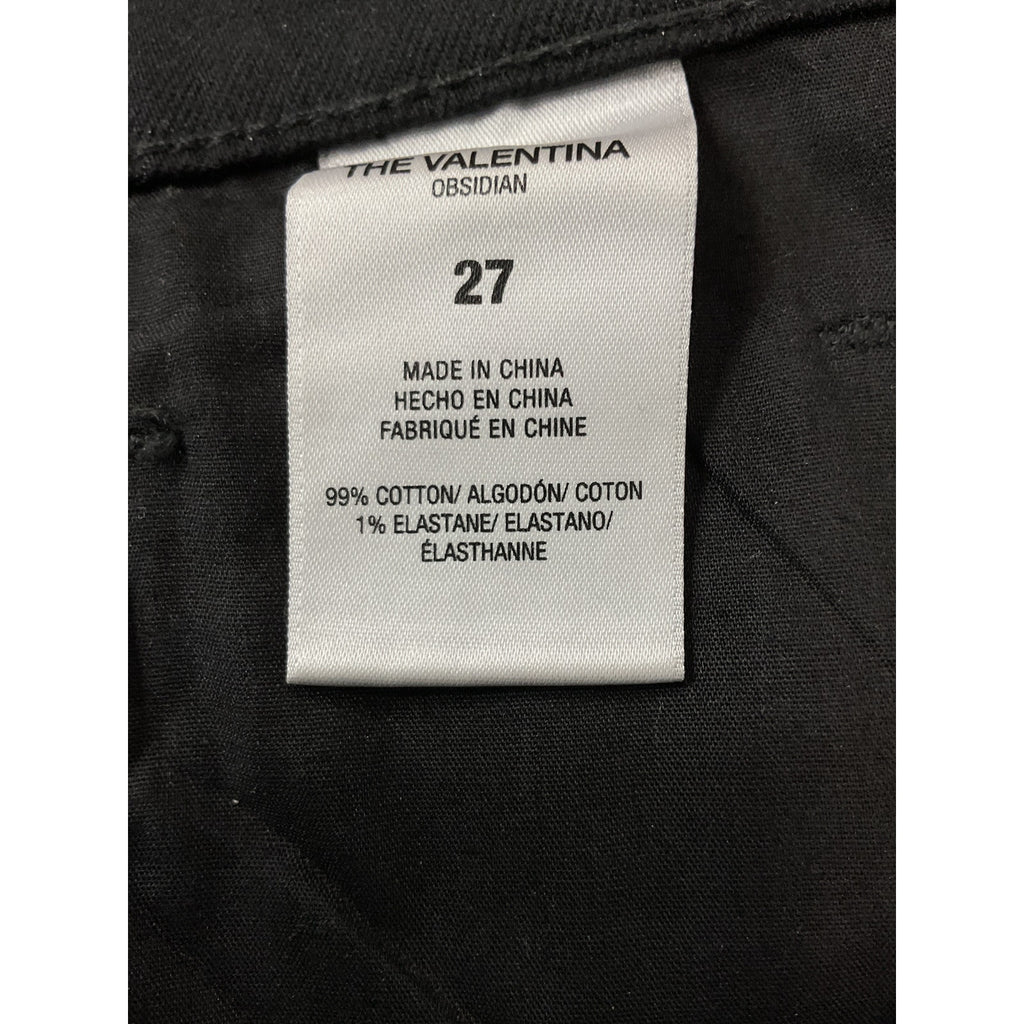 THE VALENTINA
OBSIDIAN
27
MADE IN CHINA
HECHO EN CHINA
FABRIQUÉ EN CHINE
99% COTTON/ ALGODÓN/ COTON
1% ELASTANE/ ELASTANO/
ÉLASTHANNE